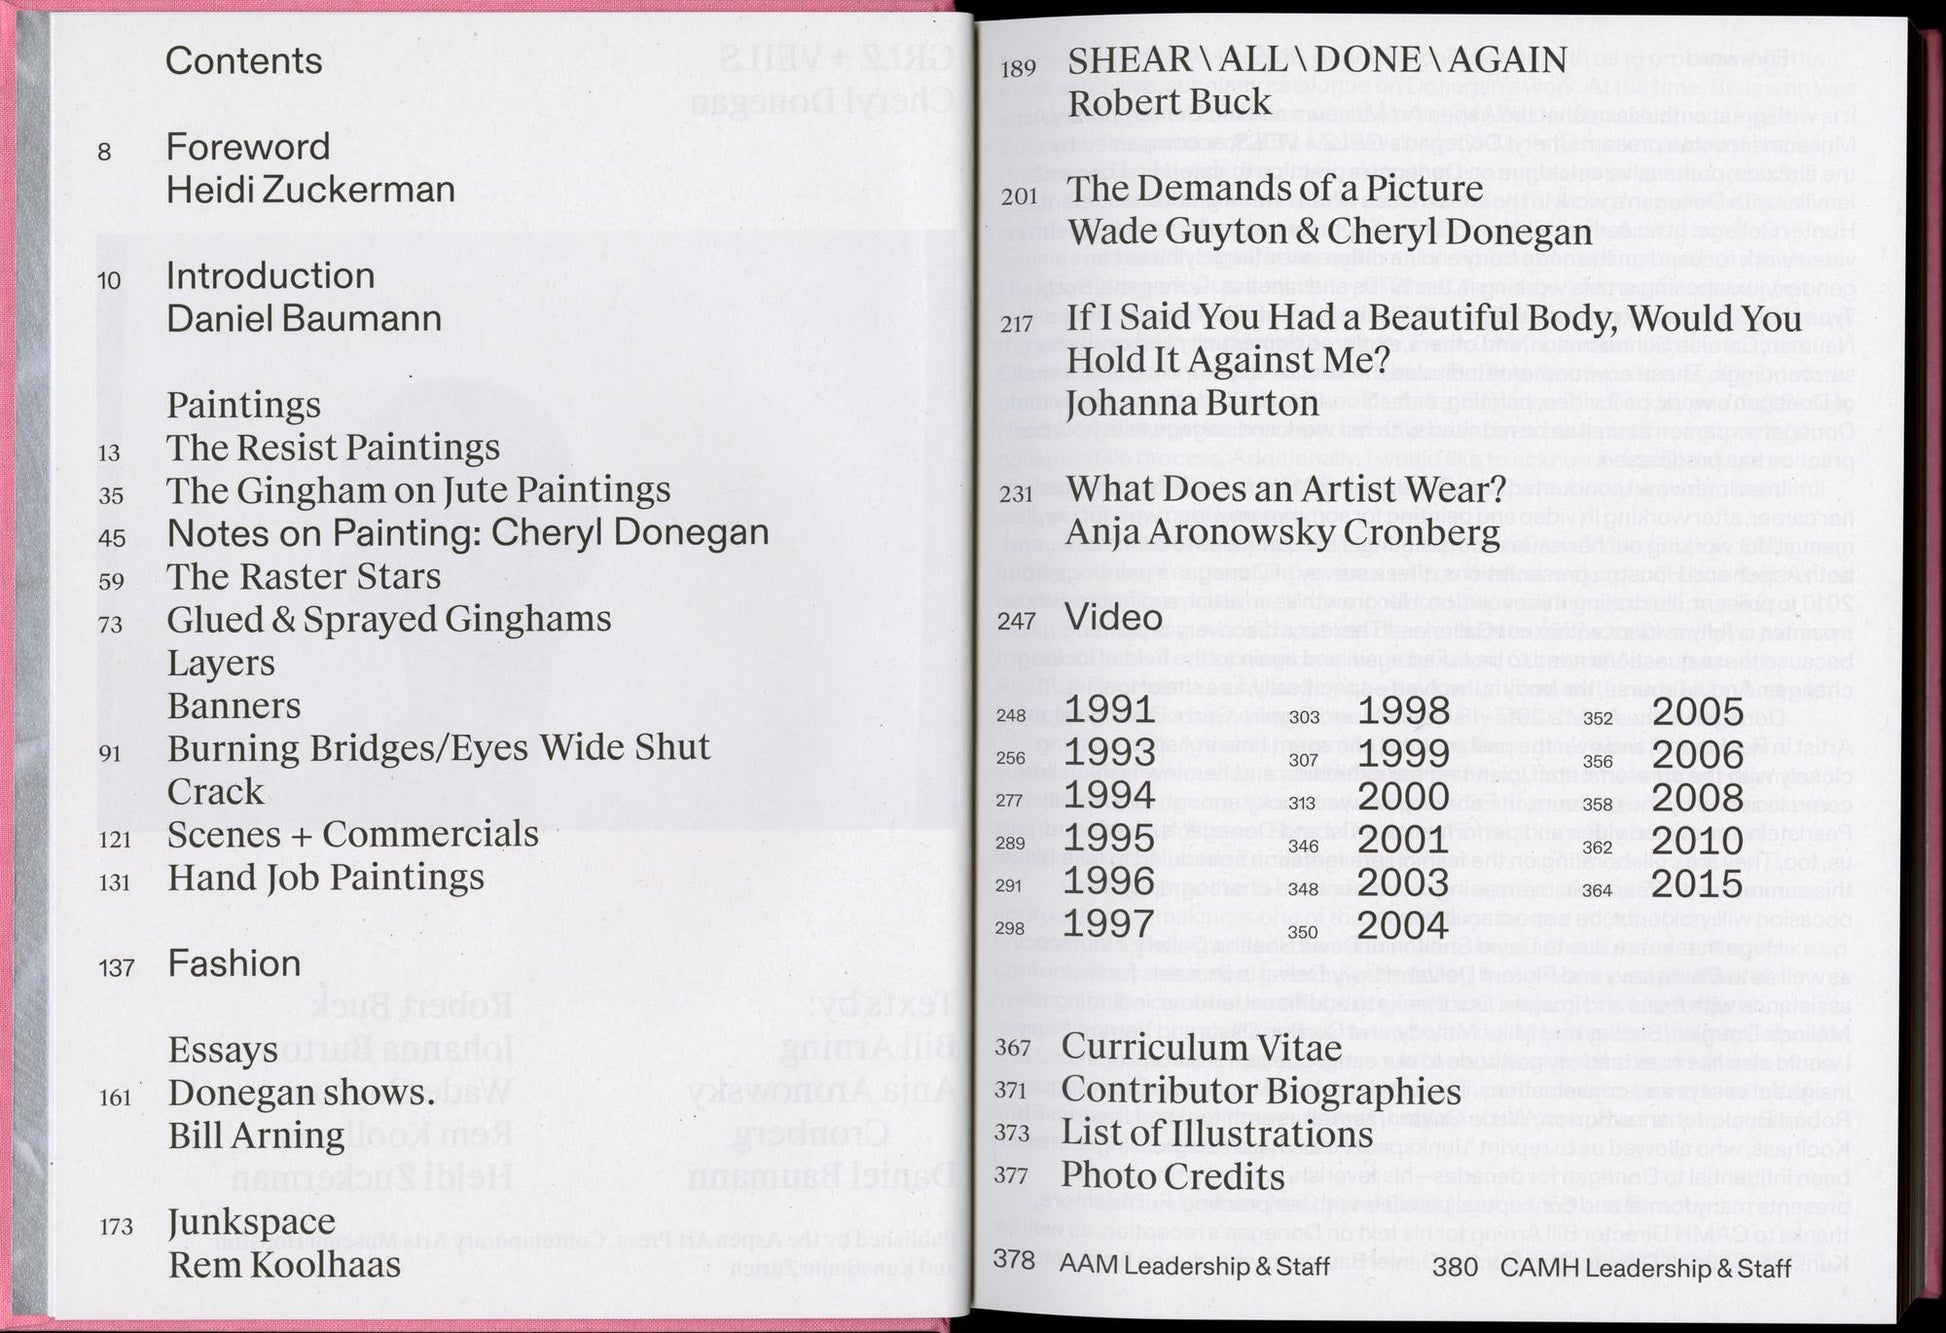 Contents
8 Foreword
Heidi Zuckerman
10 Introduction
Daniel Baumann
Paintings
13 The Resist Paintings
35 The Gingham on Jute Paintings
45 Notes on Painting: Cheryl Donegan
59 The Raster Stars
73 Glued & Sprayed Ginghams
Layers
Banners
91 Burning Bridges/Eyes Wide Shut
Crack
121 Scenes + Commercials
131 Hand Job Paintings
137 Fashion
Essays
161 Donegan shows.
Bill Arning
173 Junkspace
Rem Koolhaas
189 SHEAR \ ALL \ DONE \ AGAIN
Robert Buck
201 The Demands of a Picture
Wade Guyton & Cheryl Donegan
217 If I Said You Had a Beautiful Body, Would You
Hold It Against Me?
Johanna Burton
231 What Does an Artist Wear?
Anja Aronowsky Cronberg
247 Video
248 1991 303 1998 352 2005
256 1993 307 1999 356 2006
277 1994 313 2000 358 2008
289 1995 346 2001 362 2010
291 1996 348 2003 364 2015
298 1997 350 2004
367 Curriculum Vitae
371 Contributor Biographies
373 List of Illustrations
377 Photo Credits
378 AAM Leadership & Staff 380 CAMH Leadership & Staff